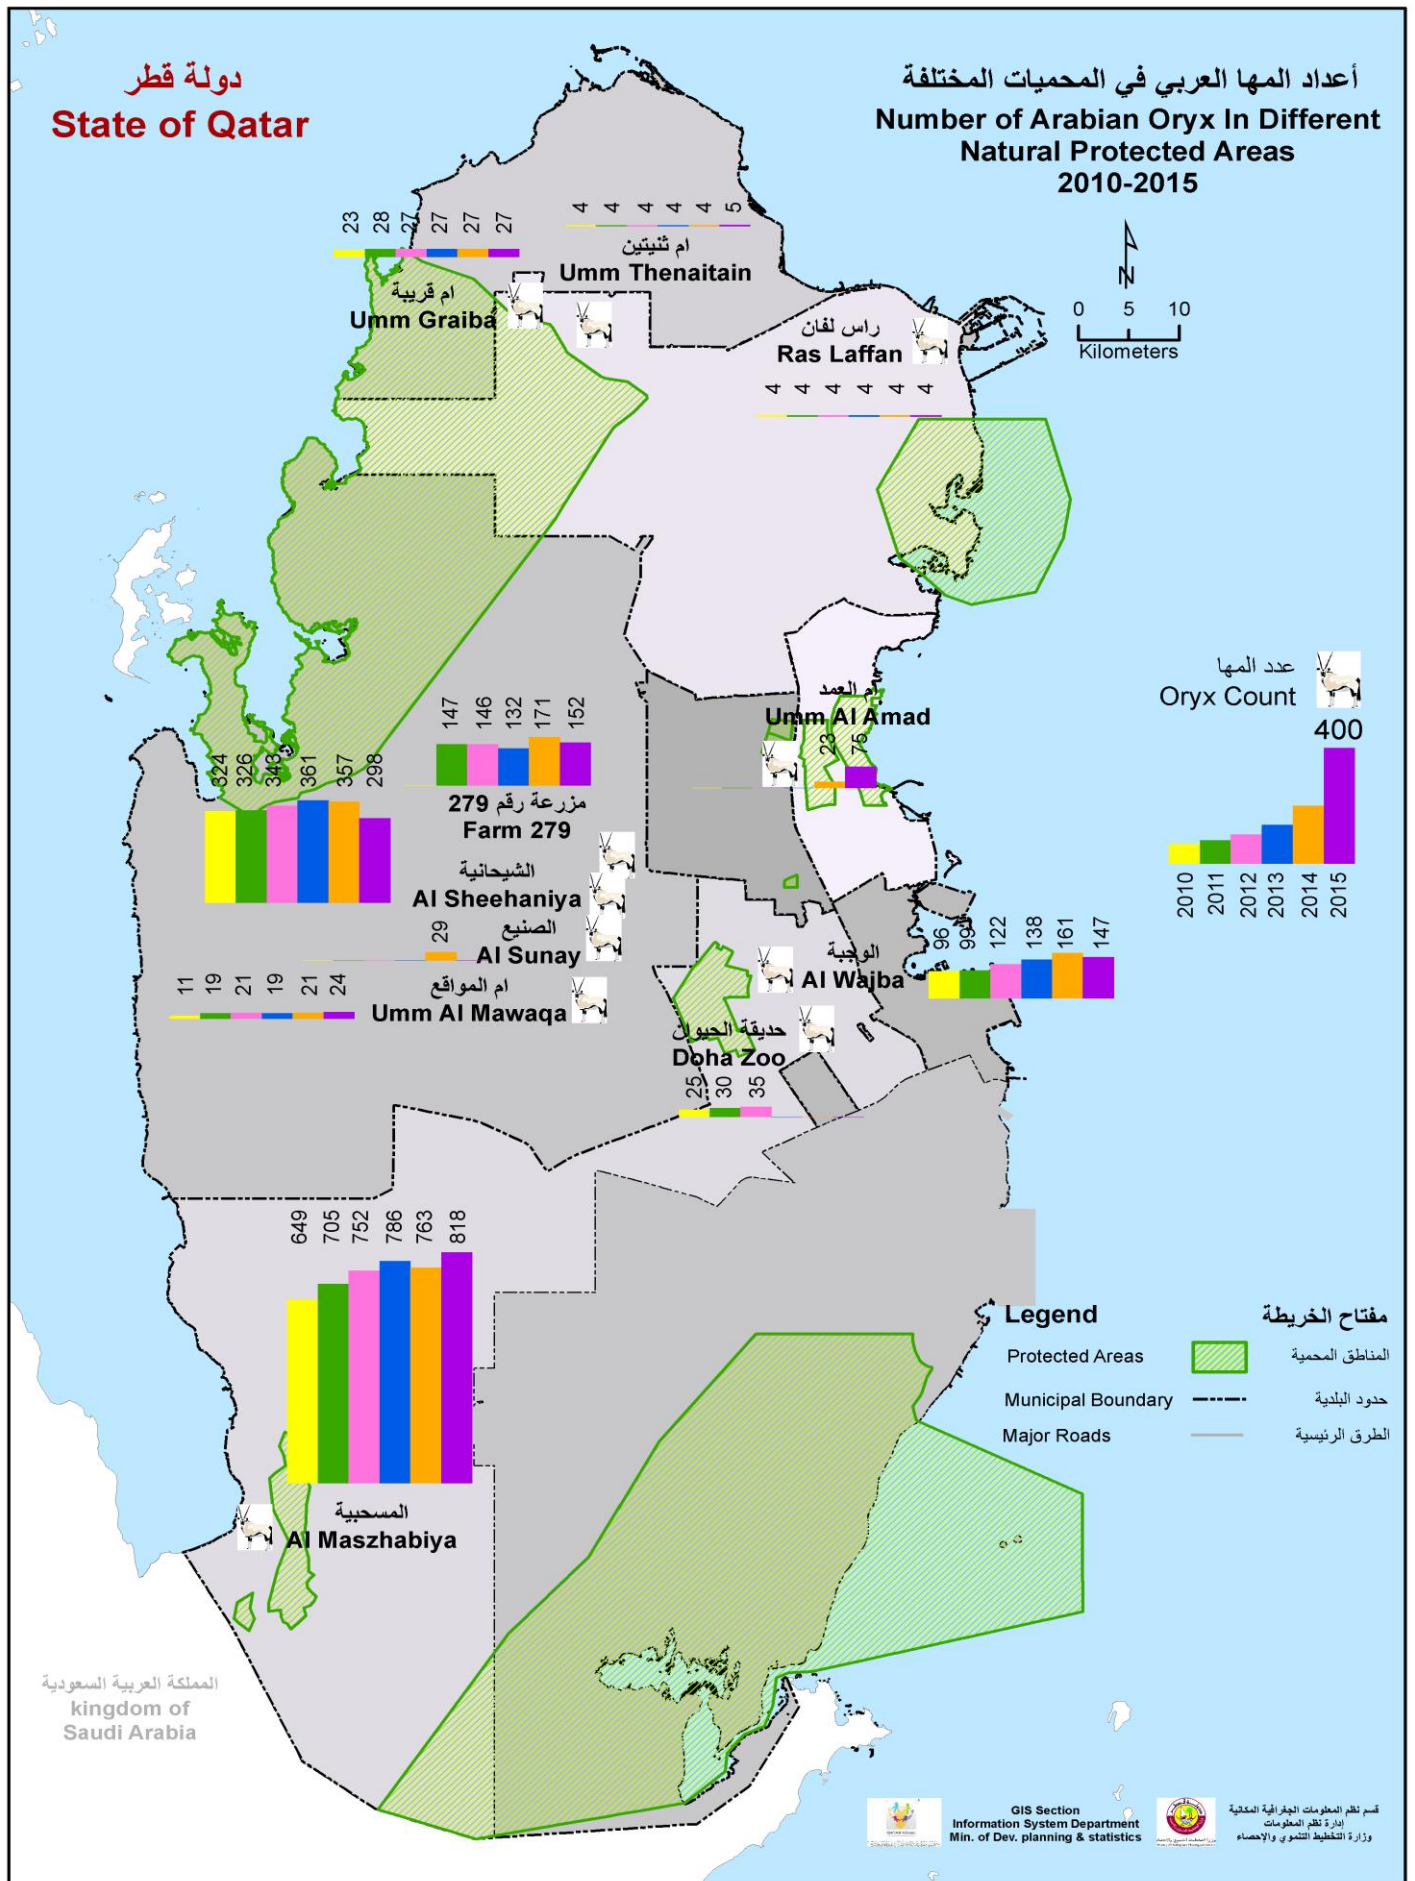 دولة قطر
State of Qatar
أعداد المها العربي في المحميات المختلفة
Number of Arabian Oryx In Different
Natural Protected Areas
2010-2015
N
0 5 10
Kilometers
23 28 27 27 27 27
ام قريبة
Umm Graiba
4 4 4 4 4 5
ام ثنيتين
Umm Thenaitain
راس لفان
Ras Laffan
4 4 4 4 4 4
عدد المها
Oryx Count
400
2010 2011 2012 2013 2014 2015
ام العمد
Umm Al Amad
23 75
324 326 343 361 357 298
147 146 132 171 152
مزرعة رقم 279
Farm 279
الشيحانية
Al Sheehaniya
الصنيع
Al Sunay
29
ام المواقع
Umm Al Mawaqa
11 19 21 19 21 24
الوجبة
Al Wajba
96 99 122 138 161 147
حديقة الحيوان
Doha Zoo
25 30 35
649 705 752 786 763 818
المسحبية
Al Maszhabiya
Legend مفتاح الخريطة
Protected Areas المناطق المحمية
Municipal Boundary حدود البلدية
Major Roads الطرق الرئيسية
المملكة العربية السعودية
kingdom of
Saudi Arabia
GIS Section
Information System Department
Min. of Dev. planning & statistics
قسم نظم المعلومات الجغرافية المكانية
إدارة نظم المعلومات
وزارة التخطيط التنموي والإحصاء